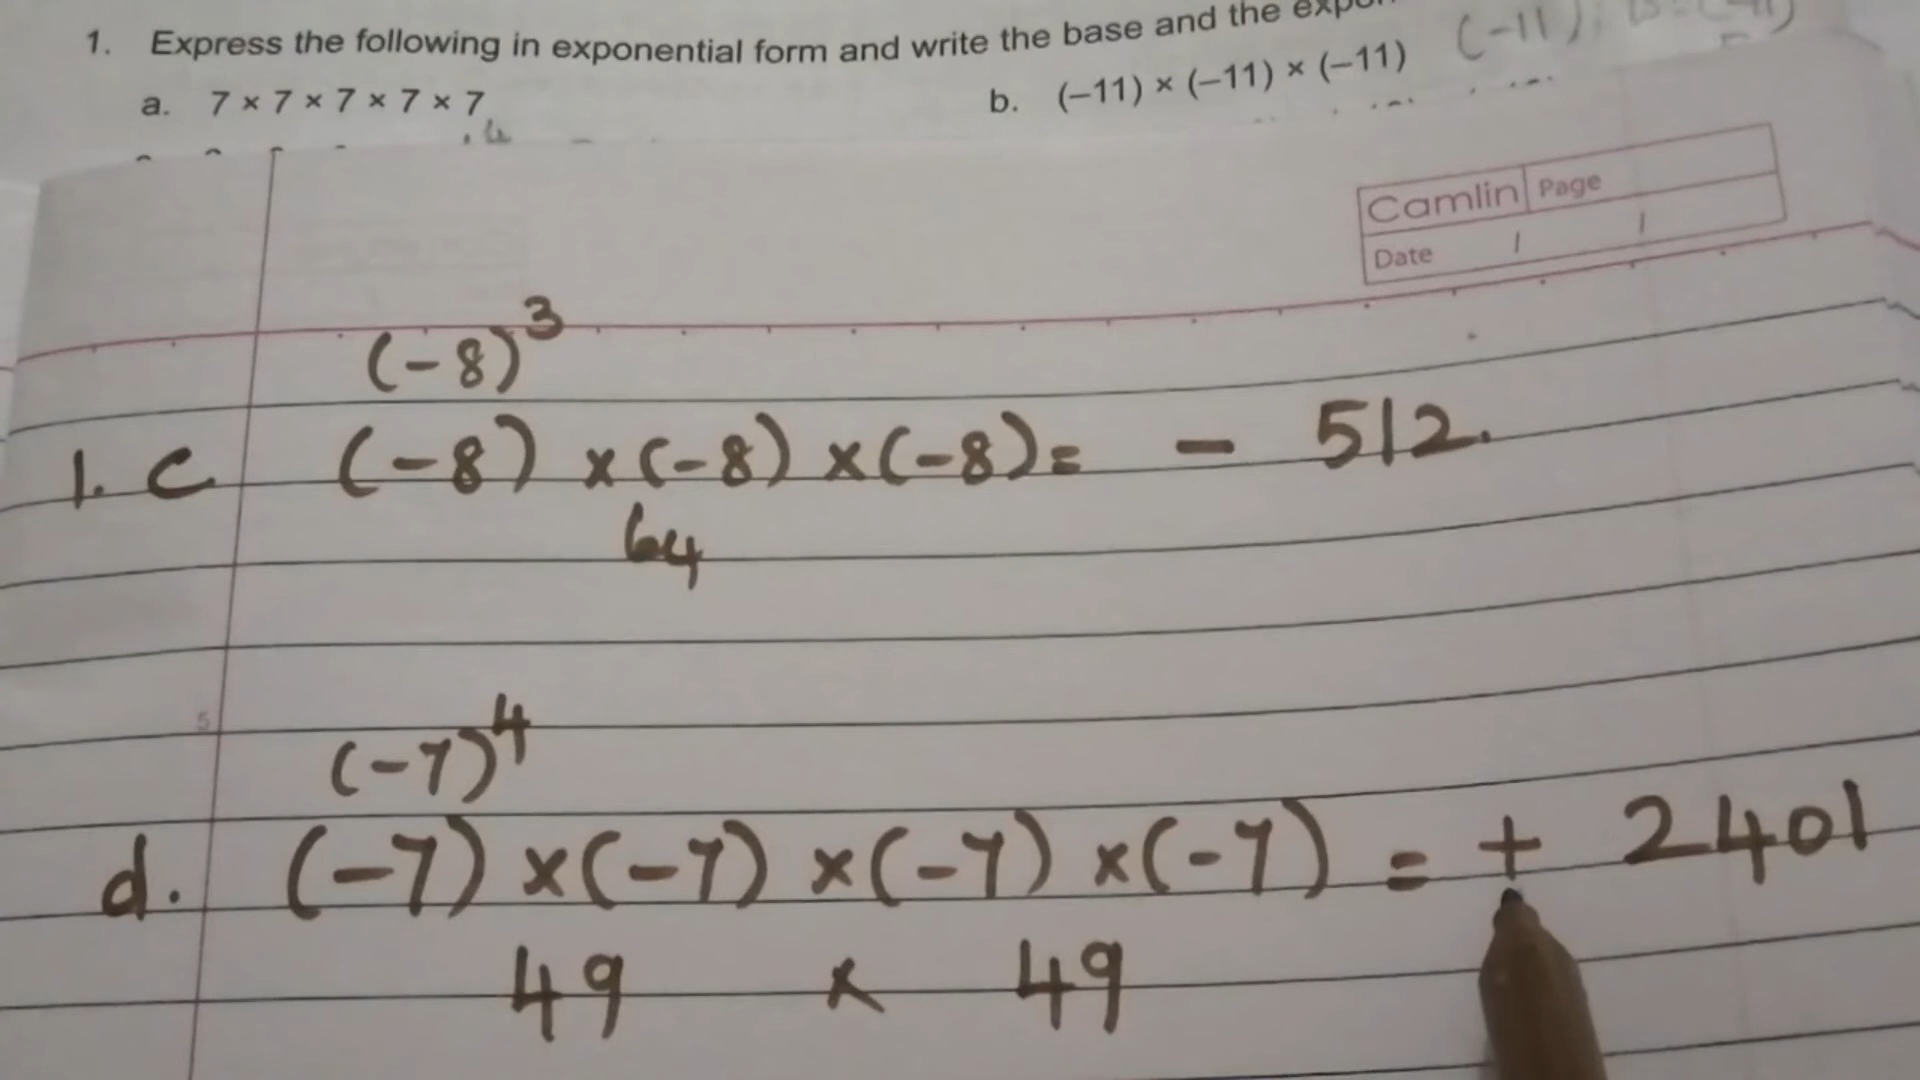 1. Express the following in exponential form and write the base and the
a. 7 × 7 × 7 × 7 × 7
b. (–11) × (–11) × (–11)
(-11)
Camlin Page
Date / /
(-8)³
1. c (-8) × (-8) × (-8) = - 512.
64
5
(-7)⁴
d. (-7) × (-7) × (-7) × (-7) = + 2401
49 × 49